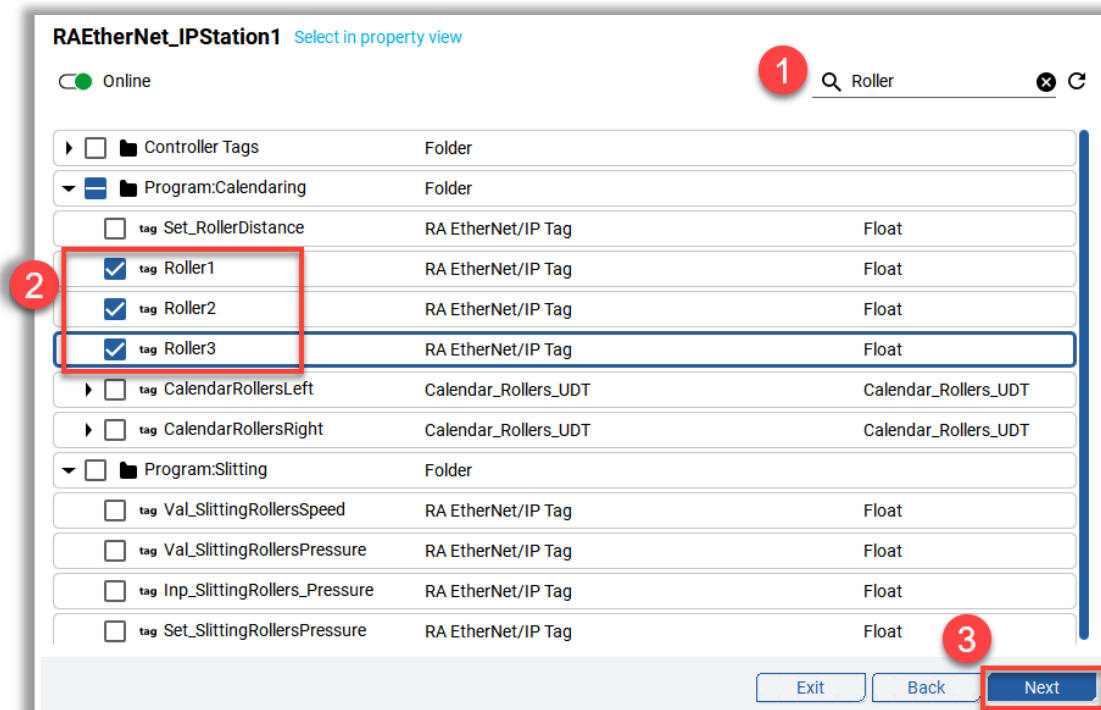 RAEtherNet_IPStation1 Select in property view
Online
1
Roller
Controller Tags Folder
Program:Calendaring Folder
tag Set_RollerDistance RA EtherNet/IP Tag Float
2
tag Roller1 RA EtherNet/IP Tag Float
tag Roller2 RA EtherNet/IP Tag Float
tag Roller3 RA EtherNet/IP Tag Float
tag CalendarRollersLeft Calendar_Rollers_UDT Calendar_Rollers_UDT
tag CalendarRollersRight Calendar_Rollers_UDT Calendar_Rollers_UDT
Program:Slitting Folder
tag Val_SlittingRollersSpeed RA EtherNet/IP Tag Float
tag Val_SlittingRollersPressure RA EtherNet/IP Tag Float
tag Inp_SlittingRollers_Pressure RA EtherNet/IP Tag Float
tag Set_SlittingRollersPressure RA EtherNet/IP Tag Float
3
Exit Back Next